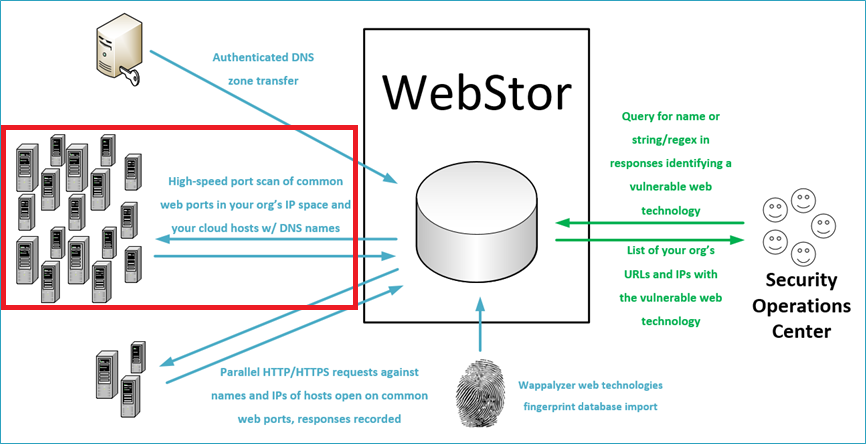 Authenticated DNS
zone transfer
WebStor
High-speed port scan of common
web ports in your org's IP space and
your cloud hosts w/ DNS names
Query for name or
string/regex in
responses identifying a
vulnerable web
technology
List of your org's
URLs and IPs with
the vulnerable web
technology
Security
Operations
Center
Parallel HTTP/HTTPS requests against
names and IPs of hosts open on common
web ports, responses recorded
Wappalyzer web technologies
fingerprint database import